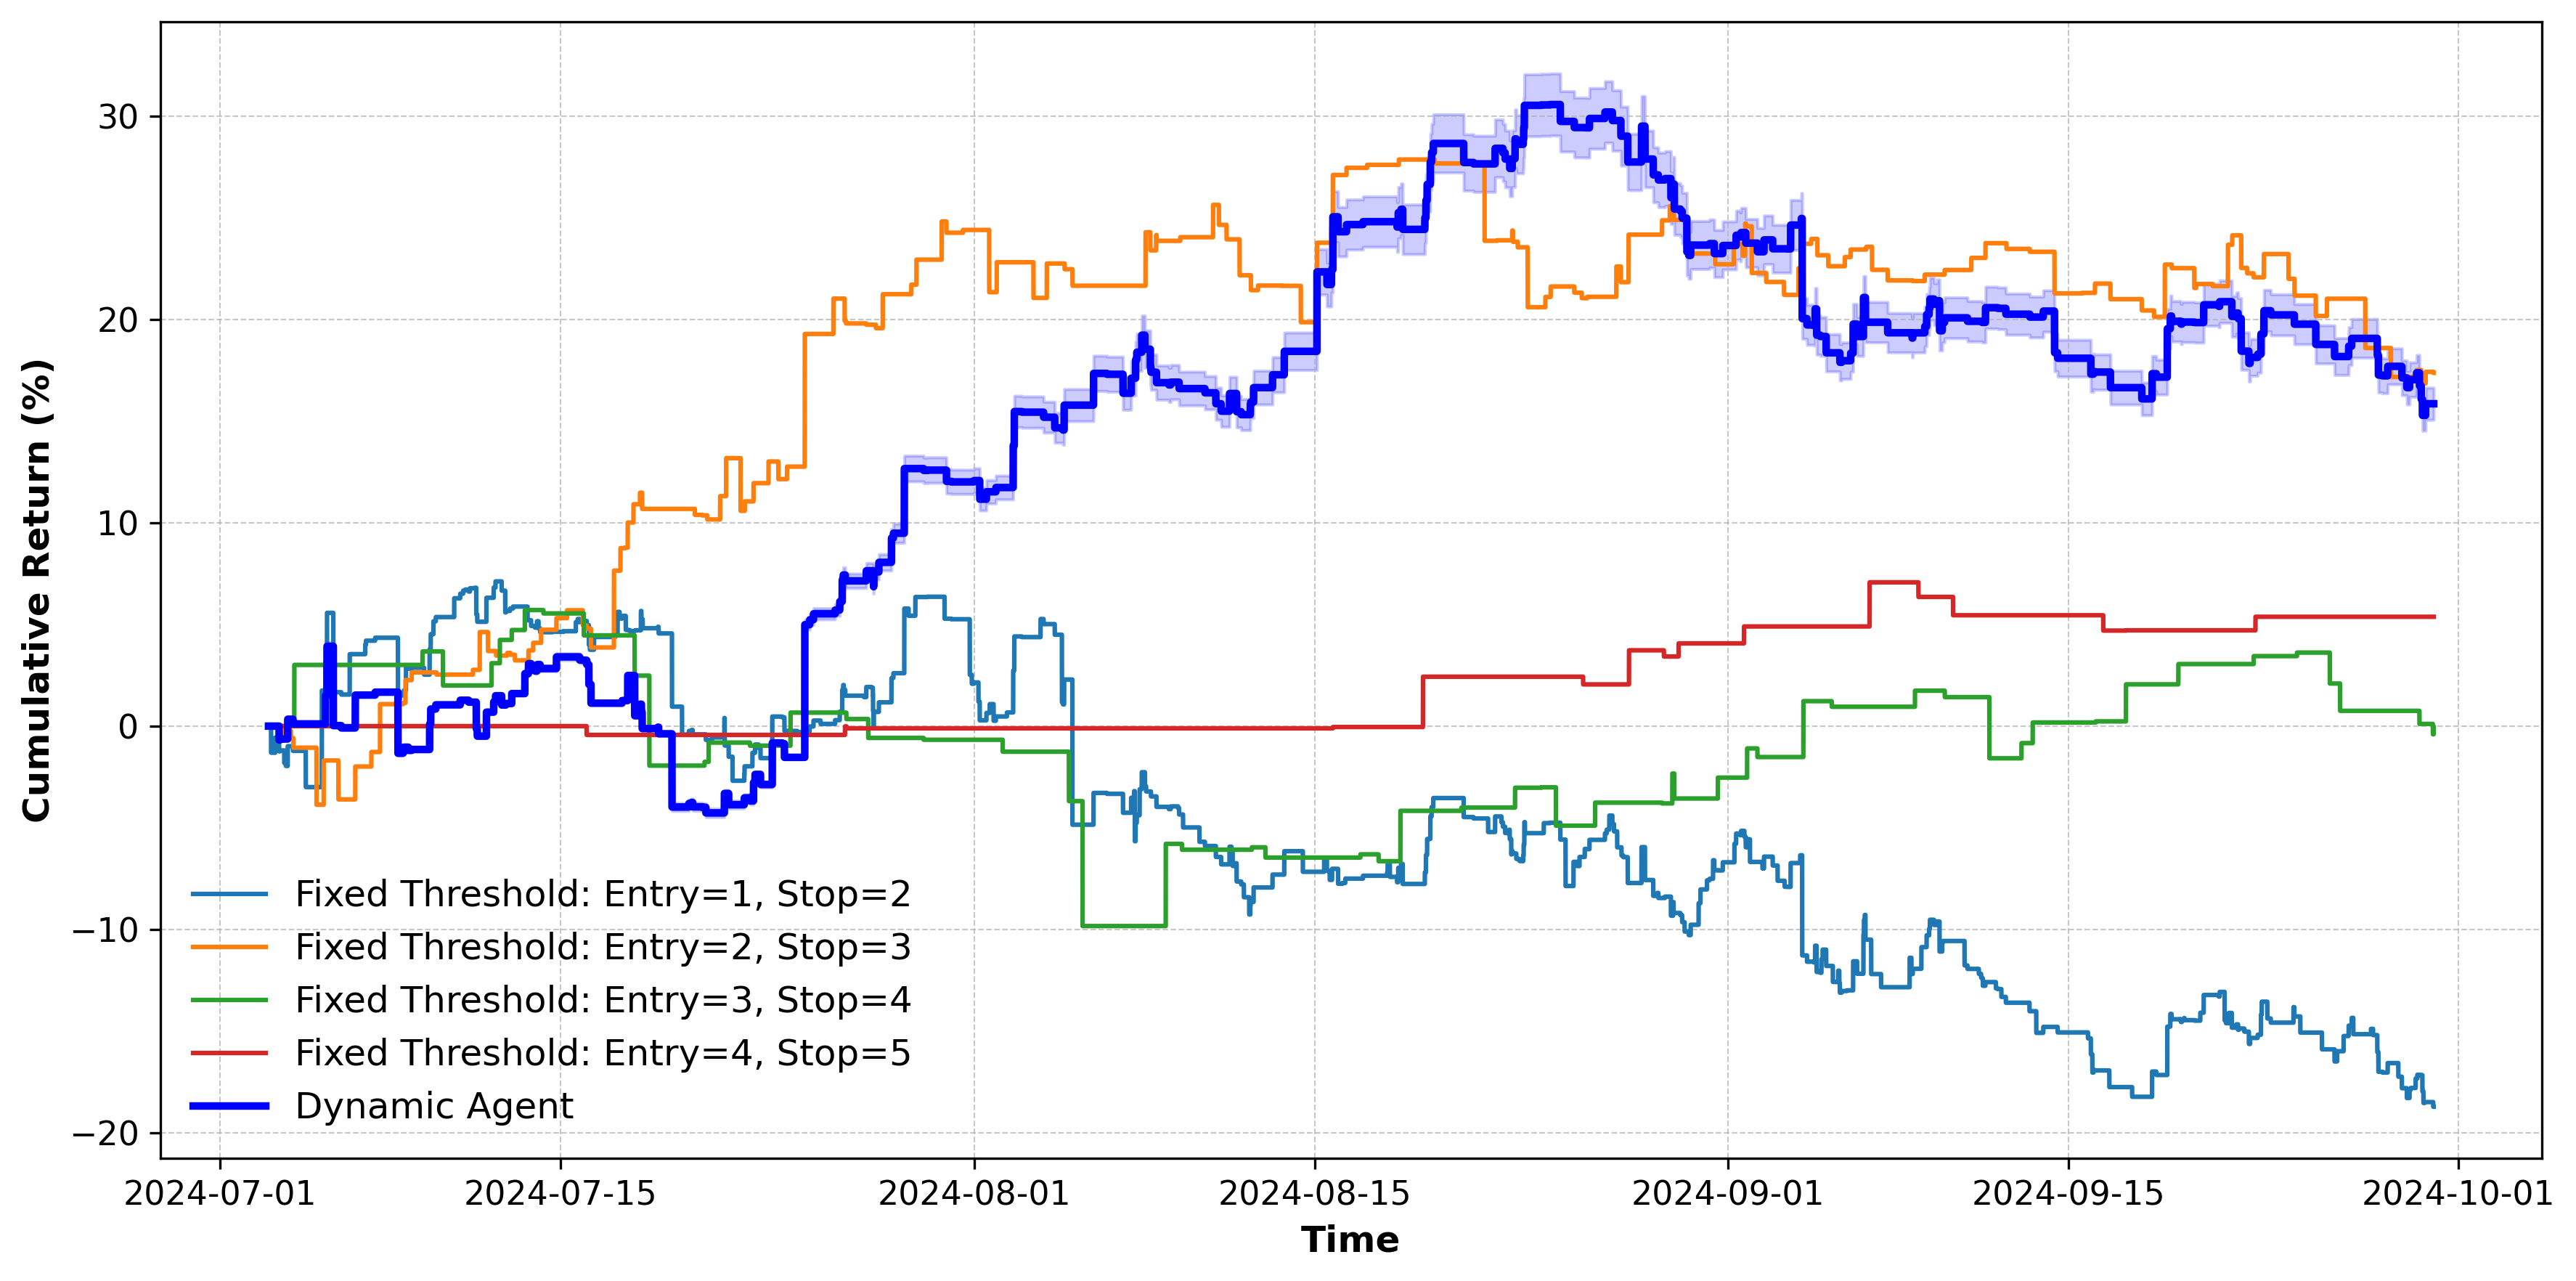 Cumulative Return (%)
30
20
10
0
−10
−20
Fixed Threshold: Entry=1, Stop=2
Fixed Threshold: Entry=2, Stop=3
Fixed Threshold: Entry=3, Stop=4
Fixed Threshold: Entry=4, Stop=5
Dynamic Agent
2024-07-01 2024-07-15 2024-08-01 2024-08-15 2024-09-01 2024-09-15 2024-10-01
Time